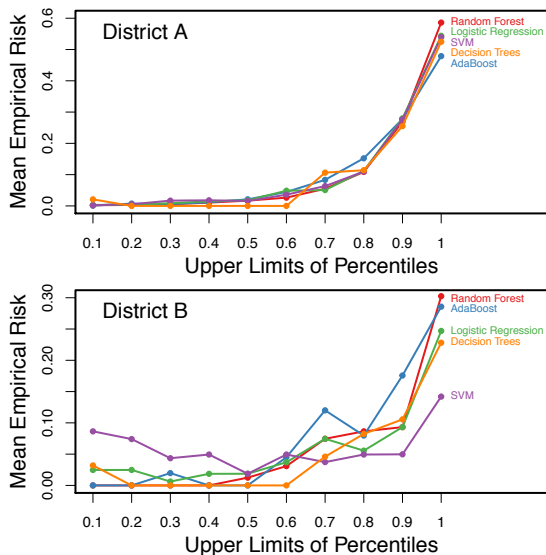 District A
Mean Empirical Risk
0.6
0.4
0.2
0.0
Random Forest
Logistic Regression
SVM
Decision Trees
AdaBoost
0.1 0.2 0.3 0.4 0.5 0.6 0.7 0.8 0.9 1
Upper Limits of Percentiles
District B
Mean Empirical Risk
0.30
0.20
0.10
0.00
Random Forest
AdaBoost
Logistic Regression
Decision Trees
SVM
0.1 0.2 0.3 0.4 0.5 0.6 0.7 0.8 0.9 1
Upper Limits of Percentiles